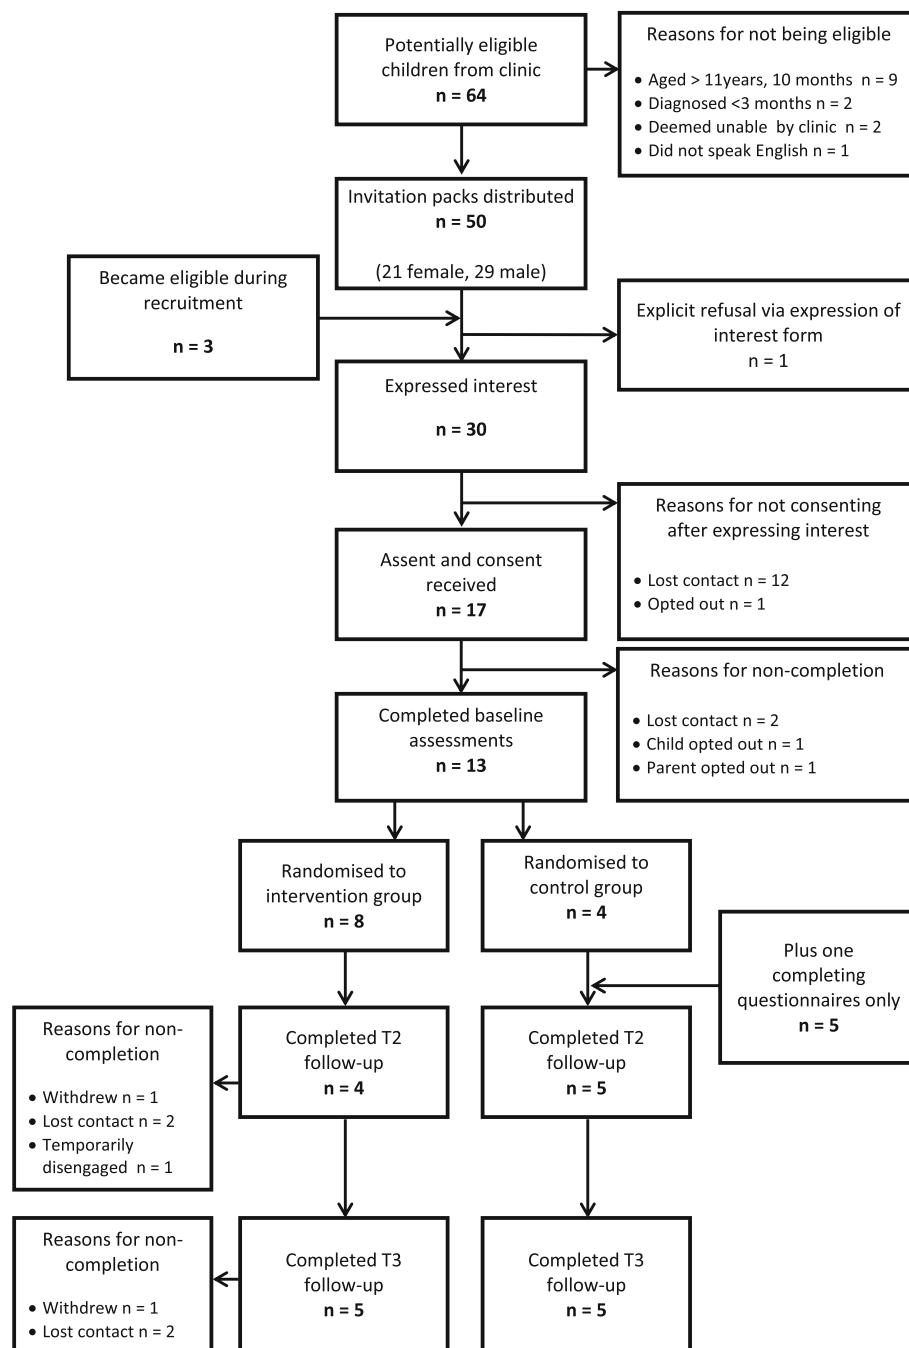 Potentially eligible
children from clinic
n = 64
Reasons for not being eligible
• Aged > 11years, 10 months n = 9
• Diagnosed <3 months n = 2
• Deemed unable by clinic n = 2
• Did not speak English n = 1
Invitation packs distributed
n = 50
(21 female, 29 male)
Became eligible during
recruitment
n = 3
Explicit refusal via expression of
interest form
n = 1
Expressed interest
n = 30
Reasons for not consenting
after expressing interest
• Lost contact n = 12
• Opted out n = 1
Assent and consent
received
n = 17
Reasons for non-completion
• Lost contact n = 2
• Child opted out n = 1
• Parent opted out n = 1
Completed baseline
assessments
n = 13
Randomised to
intervention group
n = 8
Randomised to
control group
n = 4
Plus one
completing
questionnaires only
n = 5
Reasons for non-
completion
• Withdrew n = 1
• Lost contact n = 2
• Temporarily
disengaged n = 1
Completed T2
follow-up
n = 4
Completed T2
follow-up
n = 5
Reasons for non-
completion
• Withdrew n = 1
• Lost contact n = 2
Completed T3
follow-up
n = 5
Completed T3
follow-up
n = 5